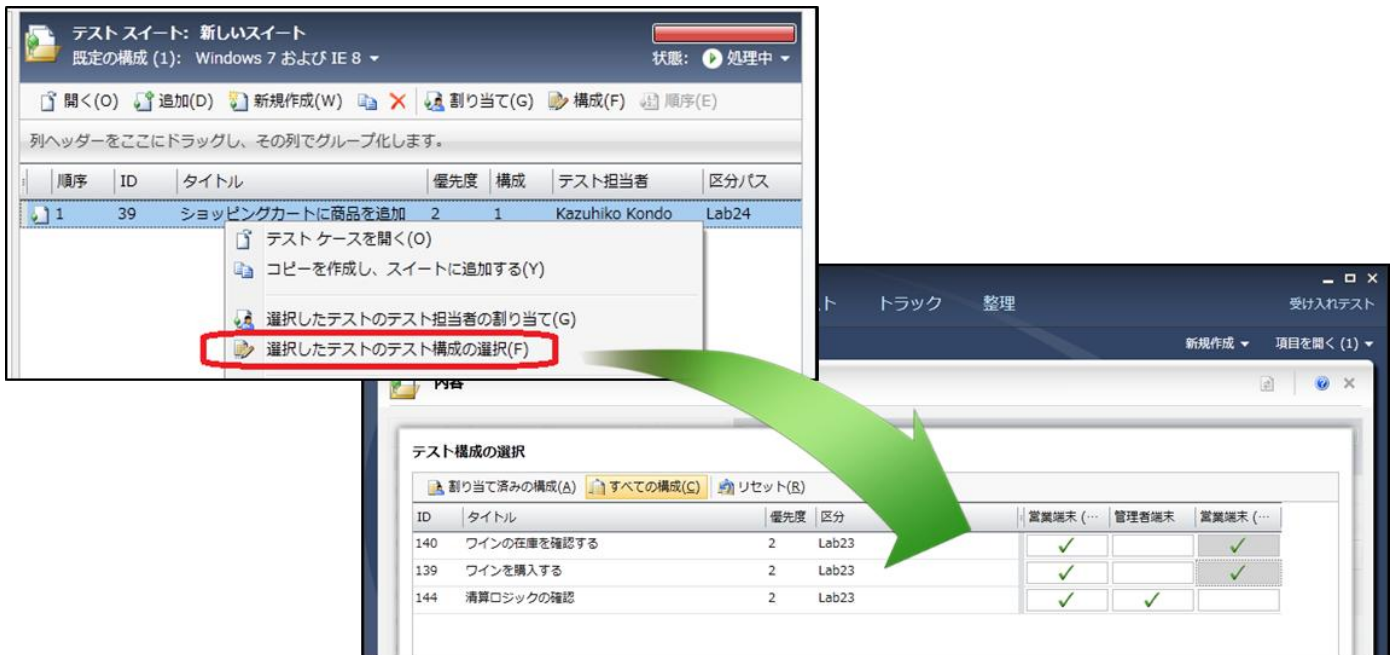 テスト スイート: 新しいスイート
既定の構成 (1): Windows 7 および IE 8
状態: 処理中
開く(O) 追加(D) 新規作成(W) 割り当て(G) 構成(F) 順序(E)
列ヘッダーをここにドラッグし、その列でグループ化します。
順序 ID タイトル 優先度 構成 テスト担当者 区分パス
1 39 ショッピングカートに商品を追加 2 1 Kazuhiko Kondo Lab24
テスト ケースを開く(O)
コピーを作成し、スイートに追加する(Y)
選択したテストのテスト担当者の割り当て(G)
選択したテストのテスト構成の選択(F)
ト トラック 整理 受け入れテスト
新規作成 項目を開く (1)
内容
テスト構成の選択
割り当て済みの構成(A) すべての構成(C) リセット(R)
ID タイトル 優先度 区分 営業端末 (… 管理者端末 営業端末 (…
140 ワインの在庫を確認する 2 Lab23 ✓ ✓
139 ワインを購入する 2 Lab23 ✓ ✓
144 清算ロジックの確認 2 Lab23 ✓ ✓